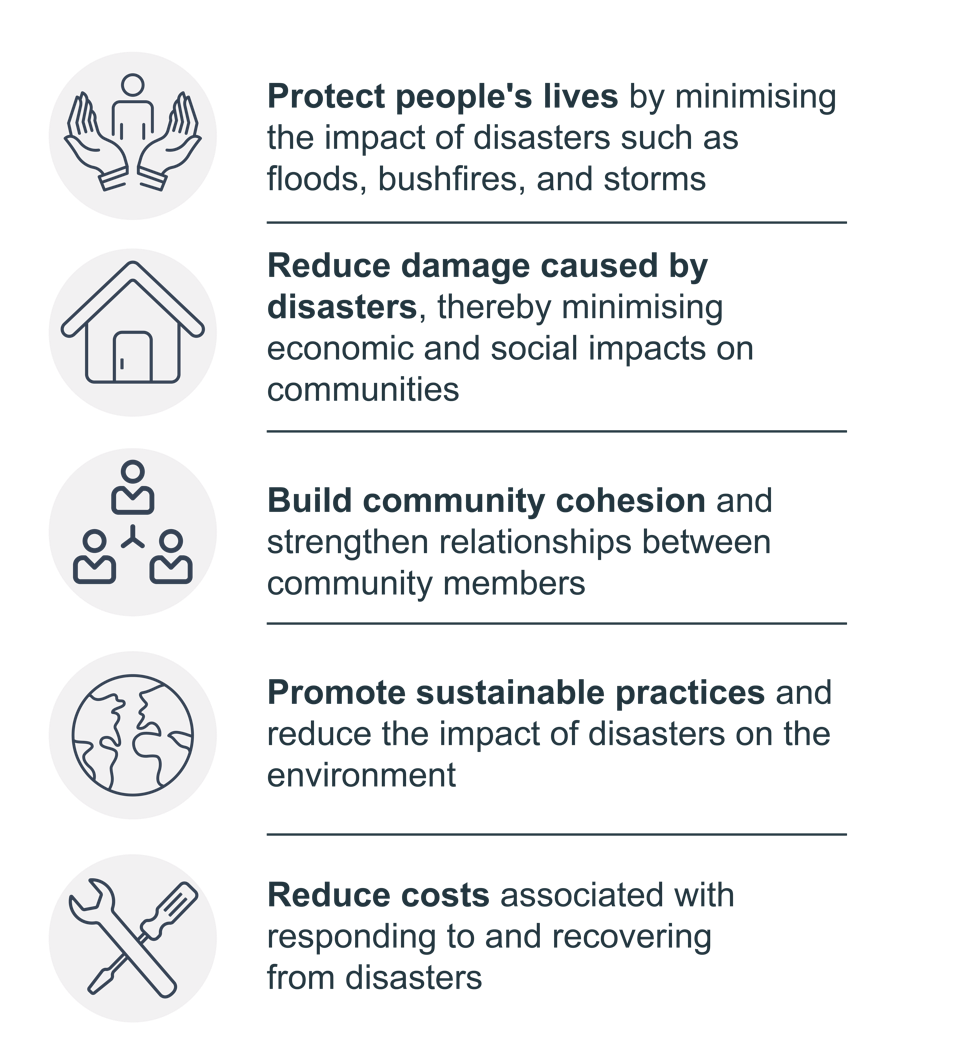 Protect people's lives by minimising
the impact of disasters such as
floods, bushfires, and storms
Reduce damage caused by
disasters, thereby minimising
economic and social impacts on
communities
Build community cohesion and
strengthen relationships between
community members
Promote sustainable practices and
reduce the impact of disasters on the
environment
Reduce costs associated with
responding to and recovering
from disasters